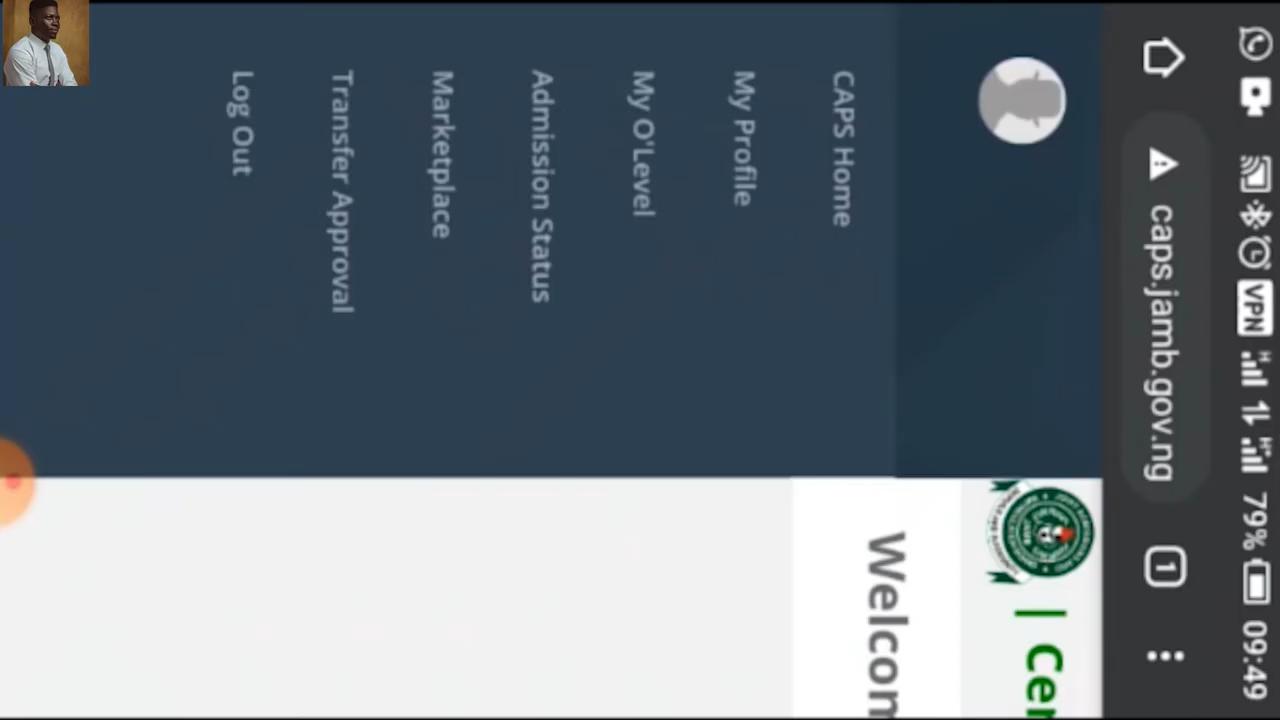 VPN
79%
09:49
caps.jamb.gov.ng
1
| Cen
Welcom
CAPS Home
My Profile
My O'Level
Admission Status
Marketplace
Transfer Approval
Log Out